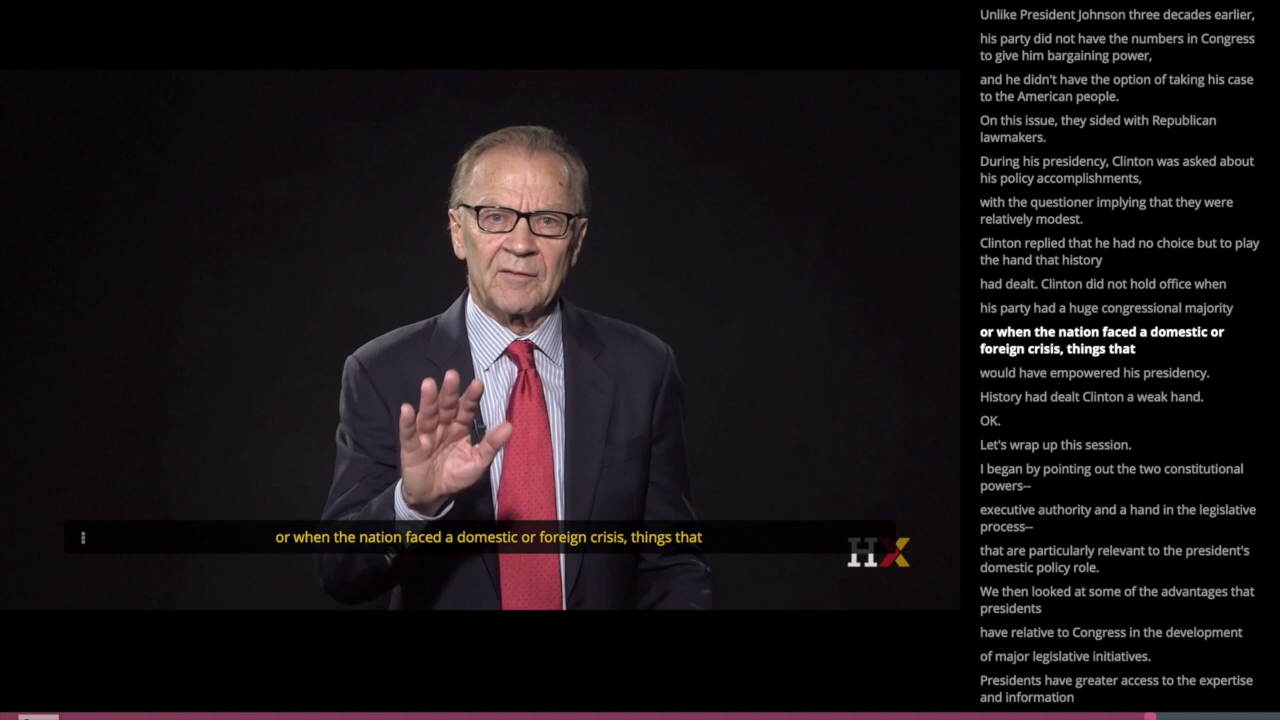 Unlike President Johnson three decades earlier,
his party did not have the numbers in Congress
to give him bargaining power,
and he didn't have the option of taking his case
to the American people.
On this issue, they sided with Republican
lawmakers.
During his presidency, Clinton was asked about
his policy accomplishments,
with the questioner implying that they were
relatively modest.
Clinton replied that he had no choice but to play
the hand that history
had dealt. Clinton did not hold office when
his party had a huge congressional majority
or when the nation faced a domestic or
foreign crisis, things that
would have empowered his presidency.
History had dealt Clinton a weak hand.
OK.
Let's wrap up this session.
I began by pointing out the two constitutional
powers--
executive authority and a hand in the legislative
process--
that are particularly relevant to the president's
domestic policy role.
We then looked at some of the advantages that
presidents
have relative to Congress in the development
of major legislative initiatives.
Presidents have greater access to the expertise
and information
or when the nation faced a domestic or foreign crisis, things that
HX